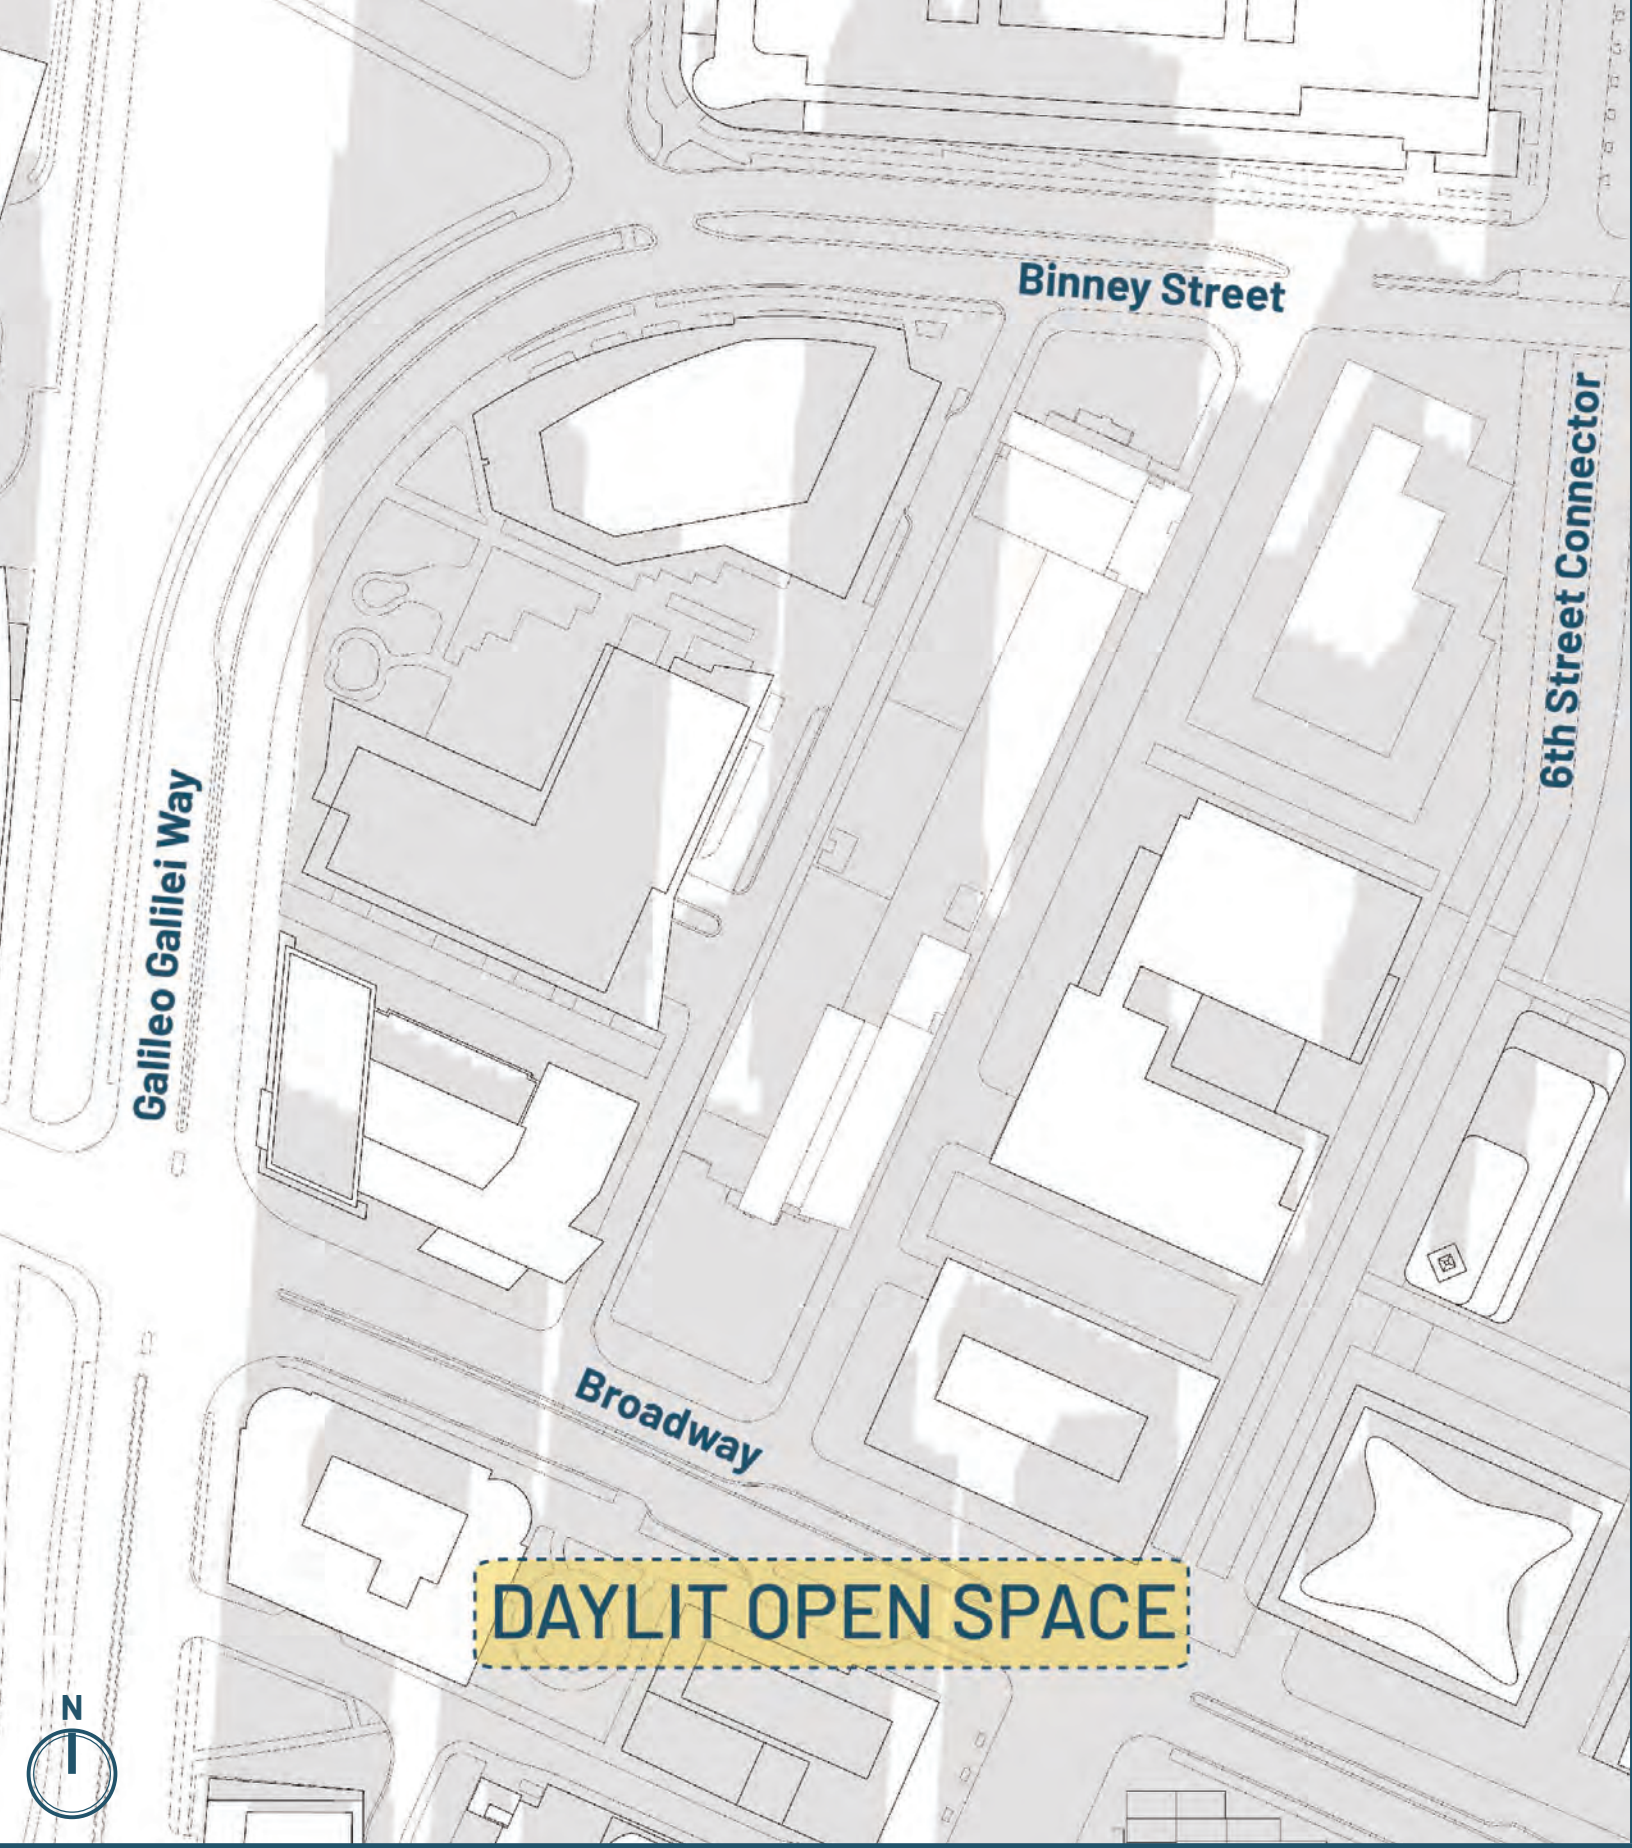 Binney Street
6th Street Connector
Galileo Galilei Way
Broadway
DAYLIT OPEN SPACE
N